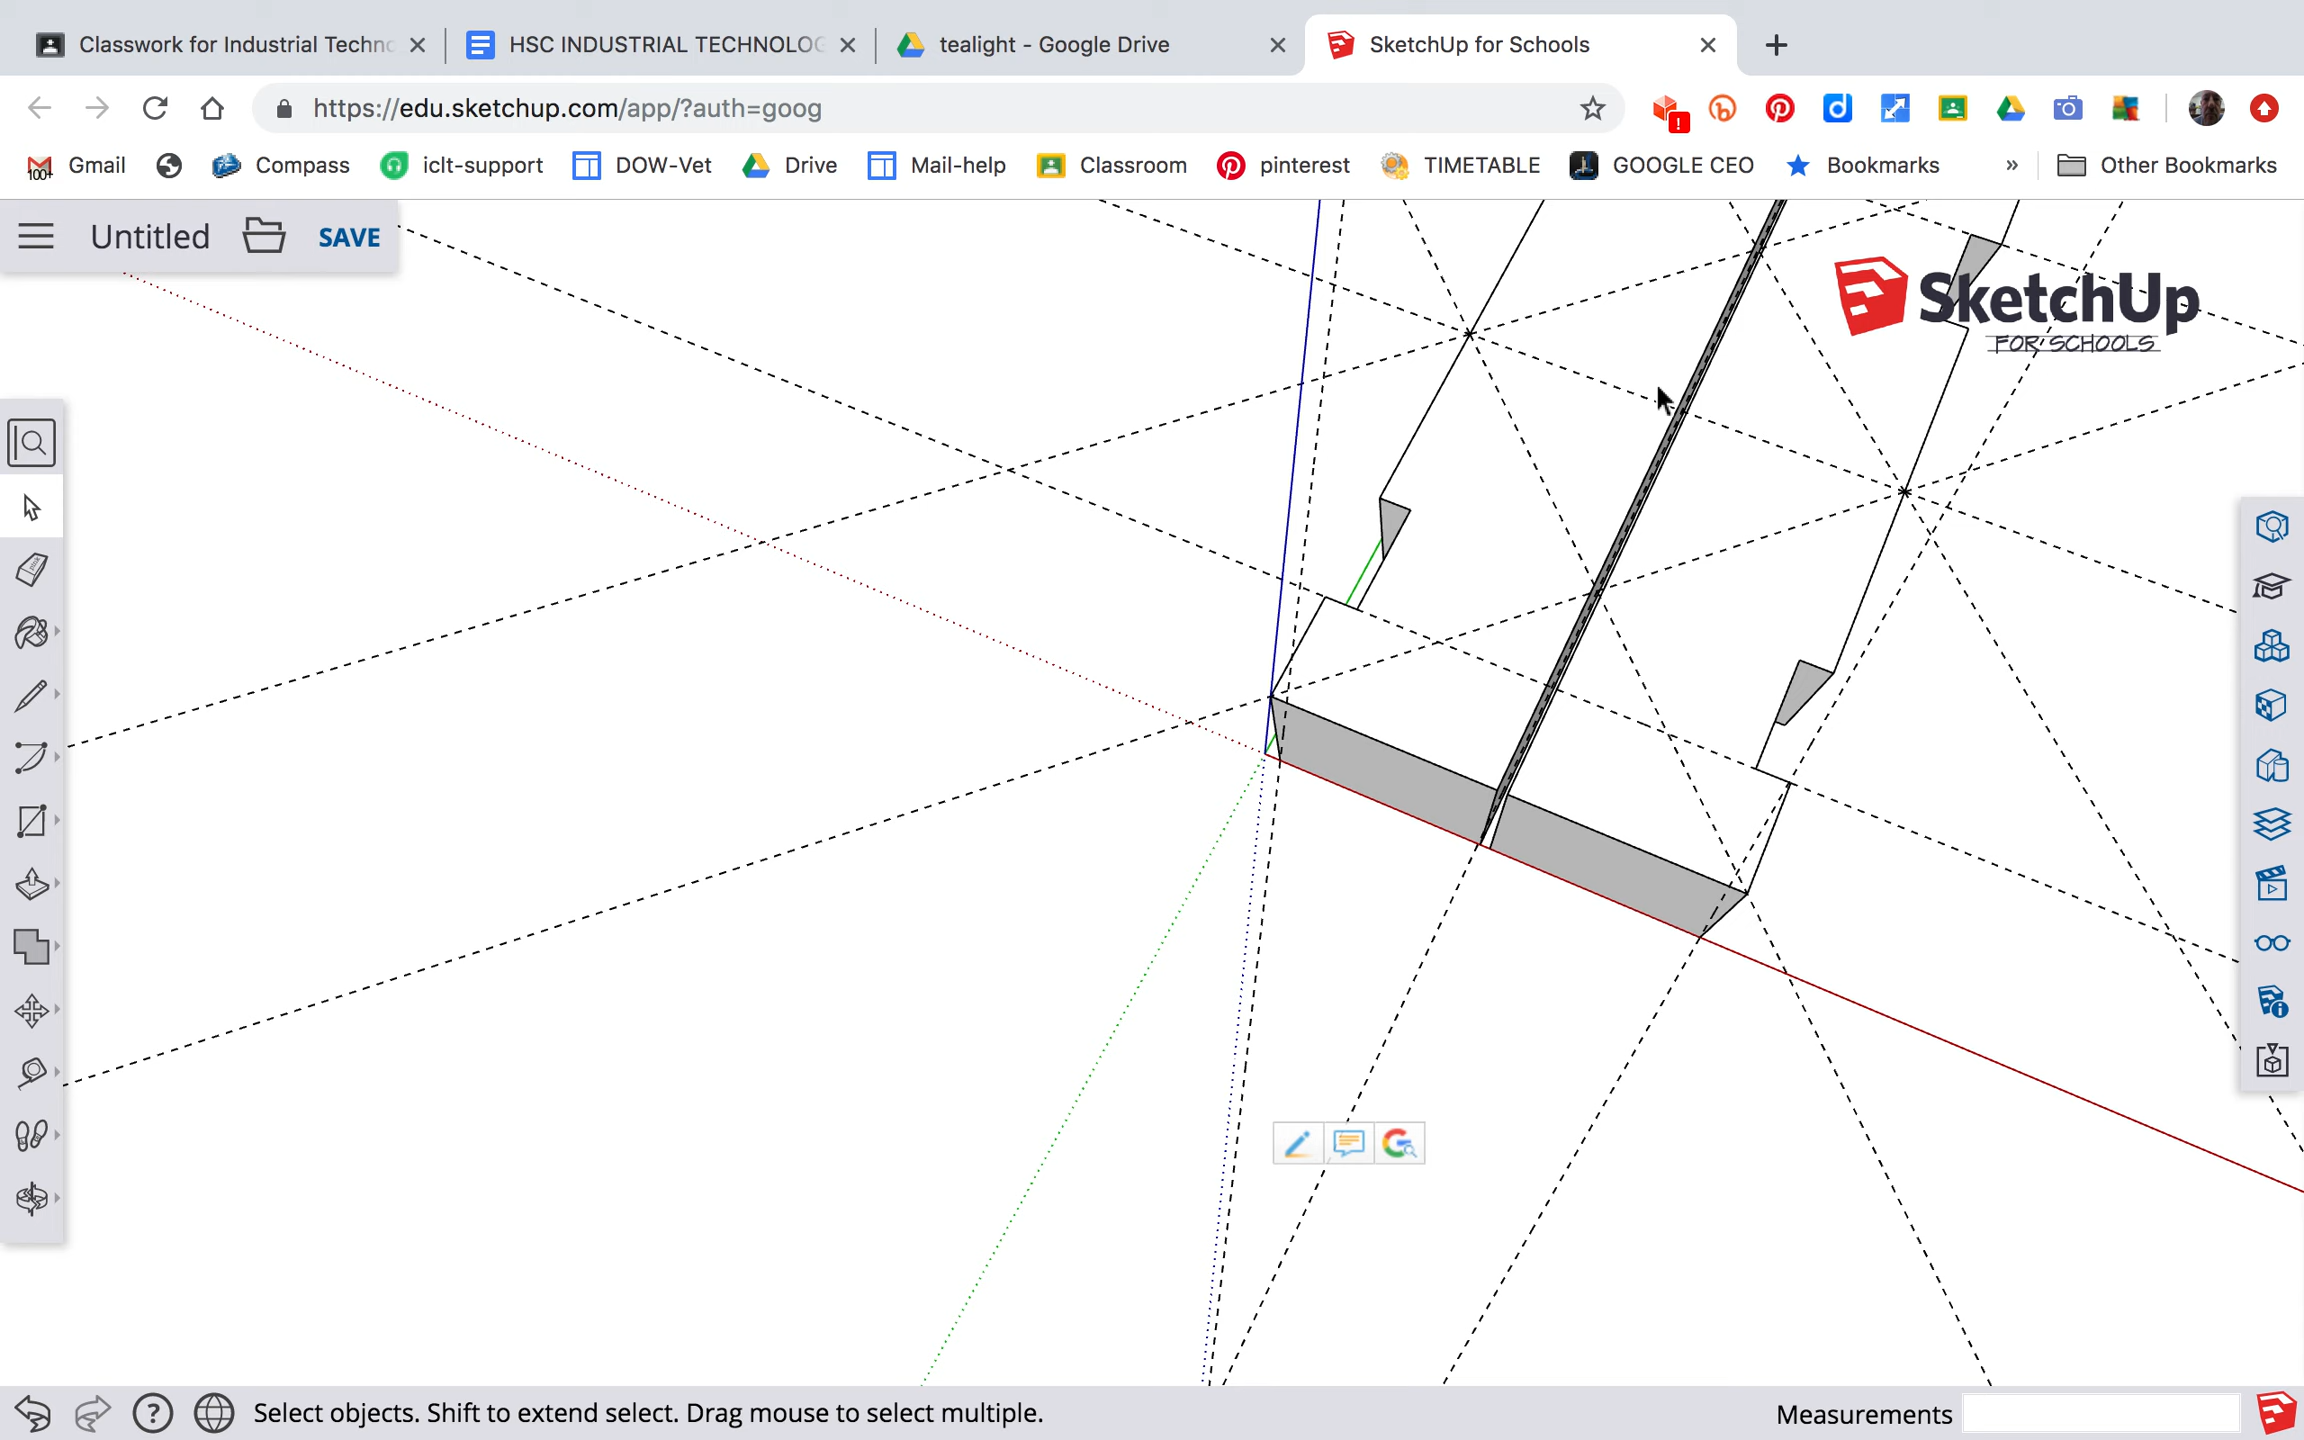 Classwork for Industrial Techno
HSC INDUSTRIAL TECHNOLOG
tealight - Google Drive
SketchUp for Schools
https://edu.sketchup.com/app/?auth=goog
Gmail
100+
Compass
iclt-support
DOW-Vet
Drive
Mail-help
Classroom
pinterest
TIMETABLE
GOOGLE CEO
Bookmarks
»
Other Bookmarks
Untitled
SAVE
SketchUp
FOR SCHOOLS
Select objects. Shift to extend select. Drag mouse to select multiple.
Measurements